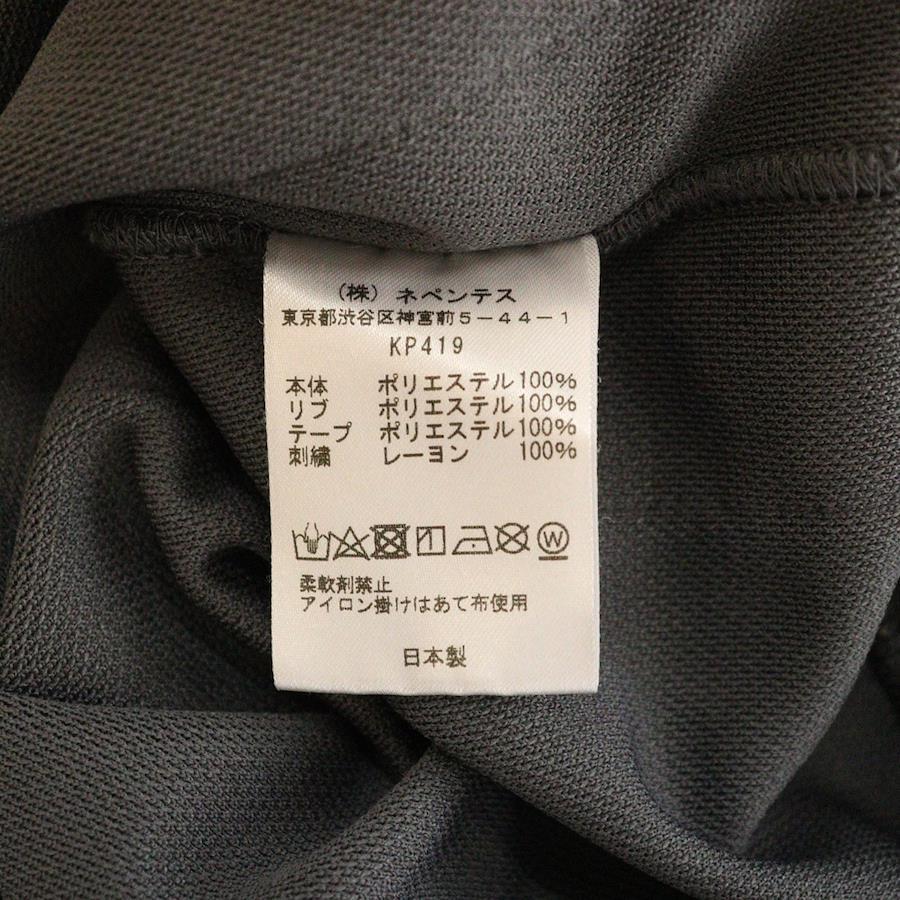 （株）ネペンテス
東京都渋谷区神宮前５－４４－１
KP419
本体 ポリエステル100%
リブ ポリエステル100%
テープ ポリエステル100%
刺繍 レーヨン 100%
W
柔軟剤禁止
アイロン掛けはあて布使用
日本製